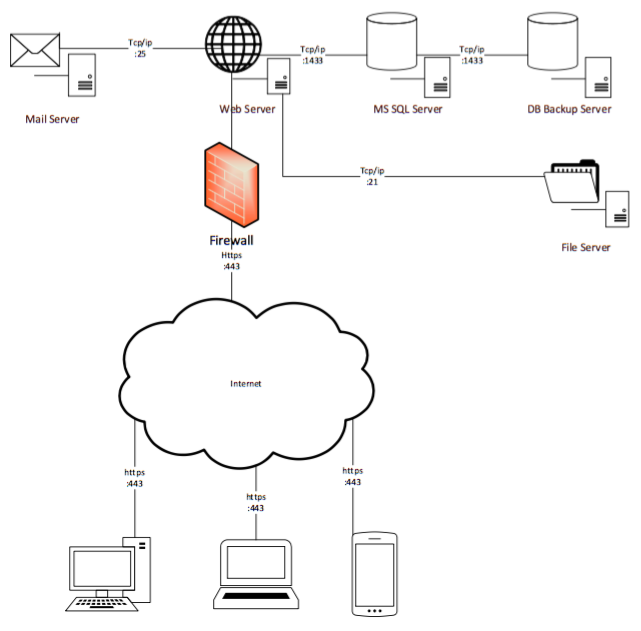 Tcp/ip
:25
Tcp/ip
:1433
Tcp/ip
:1433
Mail Server
Web Server
MS SQL Server
DB Backup Server
Tcp/ip
:21
File Server
Firewall
Https
:443
Internet
https
:443
https
:443
https
:443